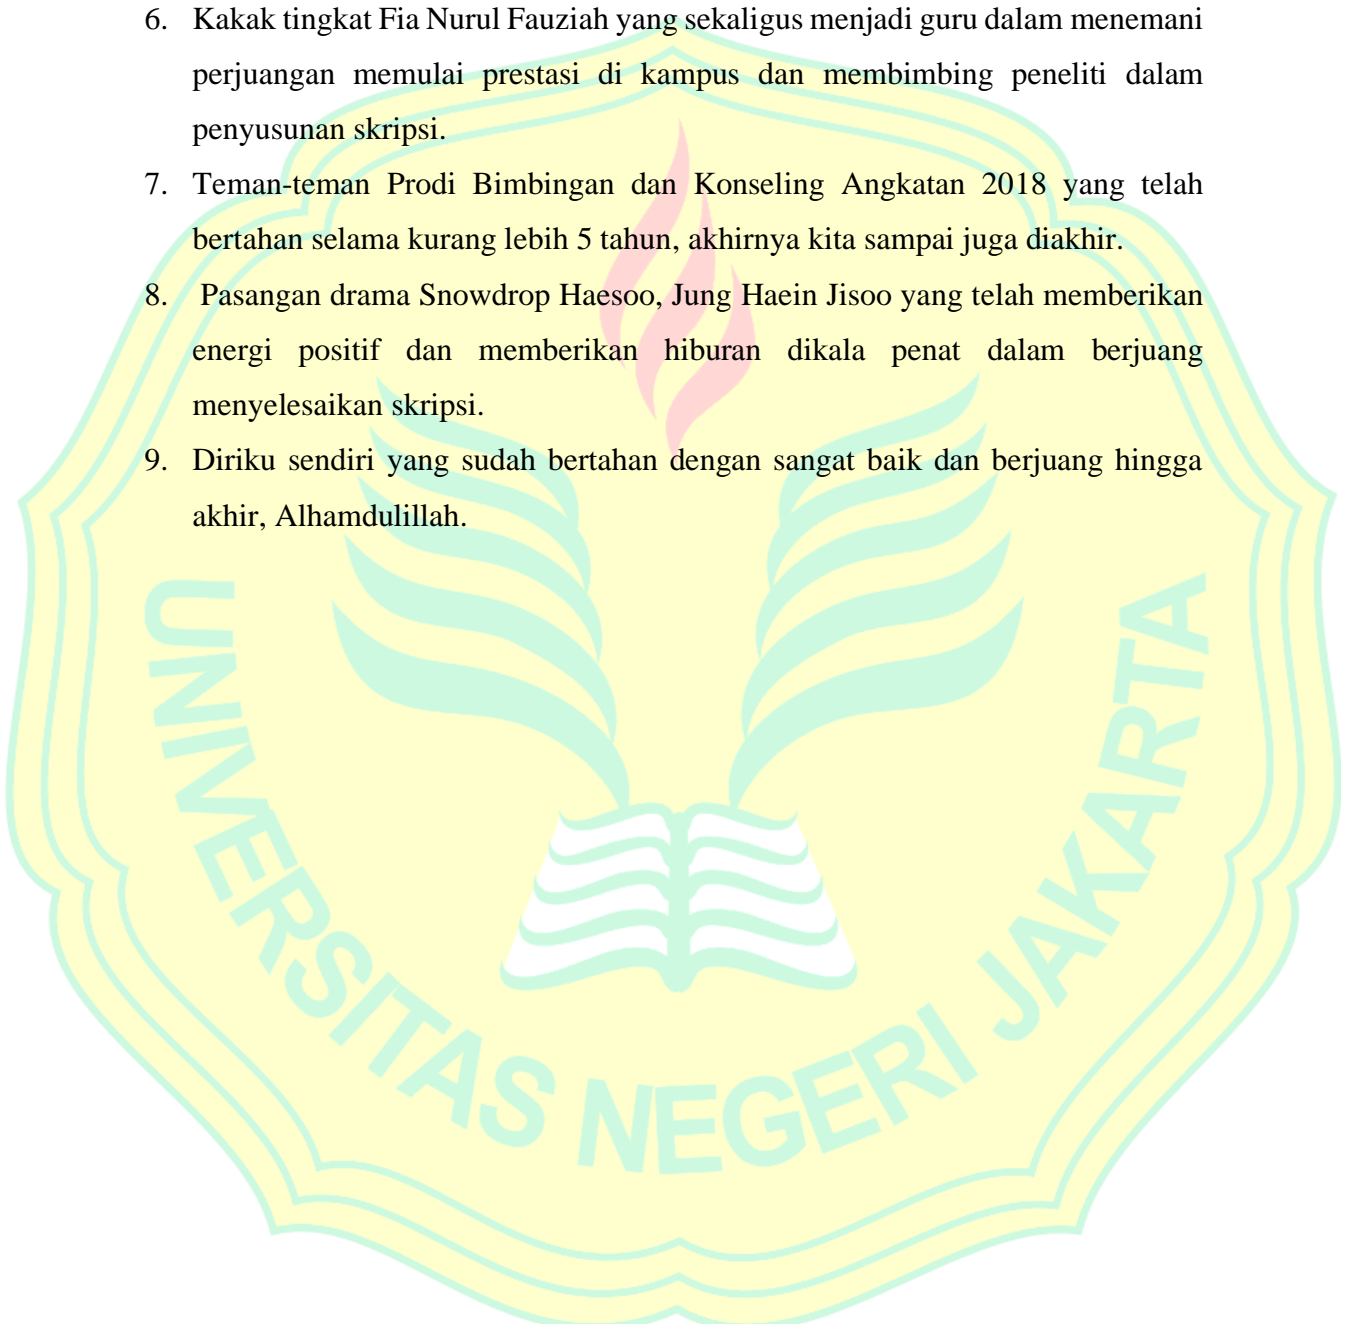 6. Kakak tingkat Fia Nurul Fauziah yang sekaligus menjadi guru dalam menemani
perjuangan memulai prestasi di kampus dan membimbing peneliti dalam
penyusunan skripsi.
7. Teman-teman Prodi Bimbingan dan Konseling Angkatan 2018 yang telah
bertahan selama kurang lebih 5 tahun, akhirnya kita sampai juga diakhir.
8. Pasangan drama Snowdrop Haesoo, Jung Haein Jisoo yang telah memberikan
energi positif dan memberikan hiburan dikala penat dalam berjuang
menyelesaikan skripsi.
9. Diriku sendiri yang sudah bertahan dengan sangat baik dan berjuang hingga
akhir, Alhamdulillah.
UNIVERSITAS NEGERI JAKARTA